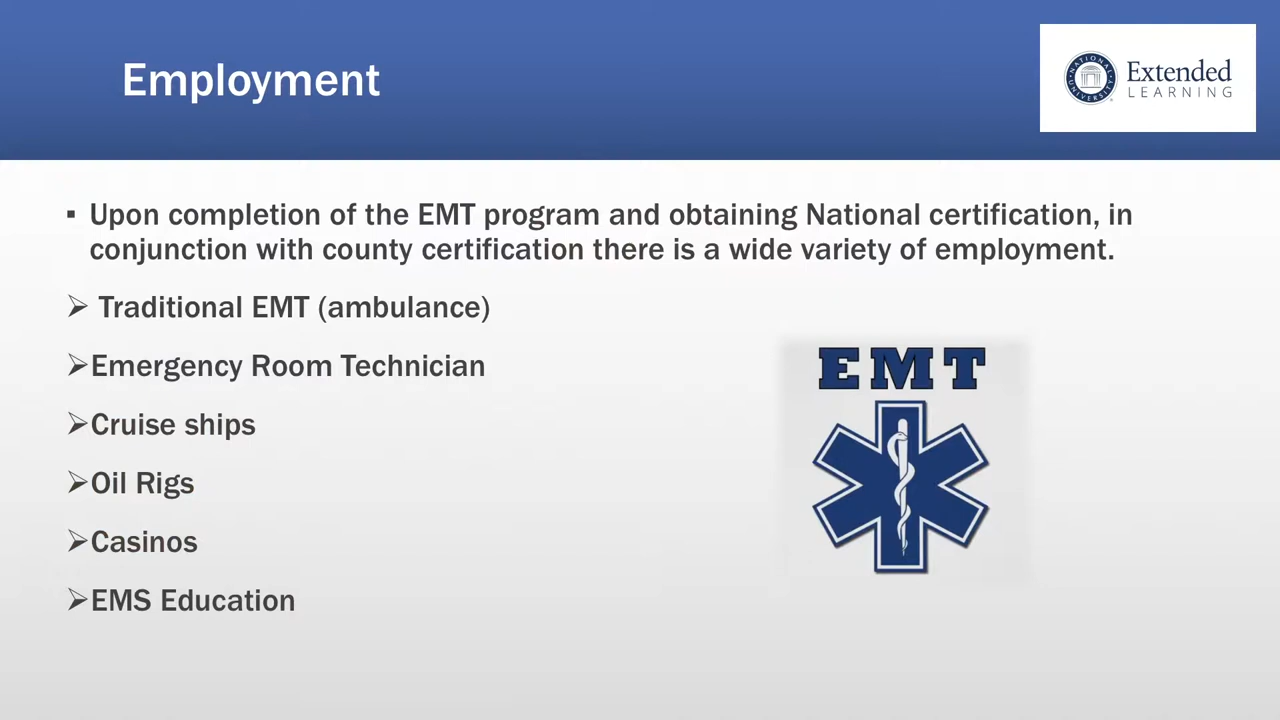 Employment
NATIONAL UNIVERSITY
Extended
LEARNING
▪ Upon completion of the EMT program and obtaining National certification, in
conjunction with county certification there is a wide variety of employment.
➢ Traditional EMT (ambulance)
➢Emergency Room Technician
➢Cruise ships
➢Oil Rigs
➢Casinos
➢EMS Education
EMT